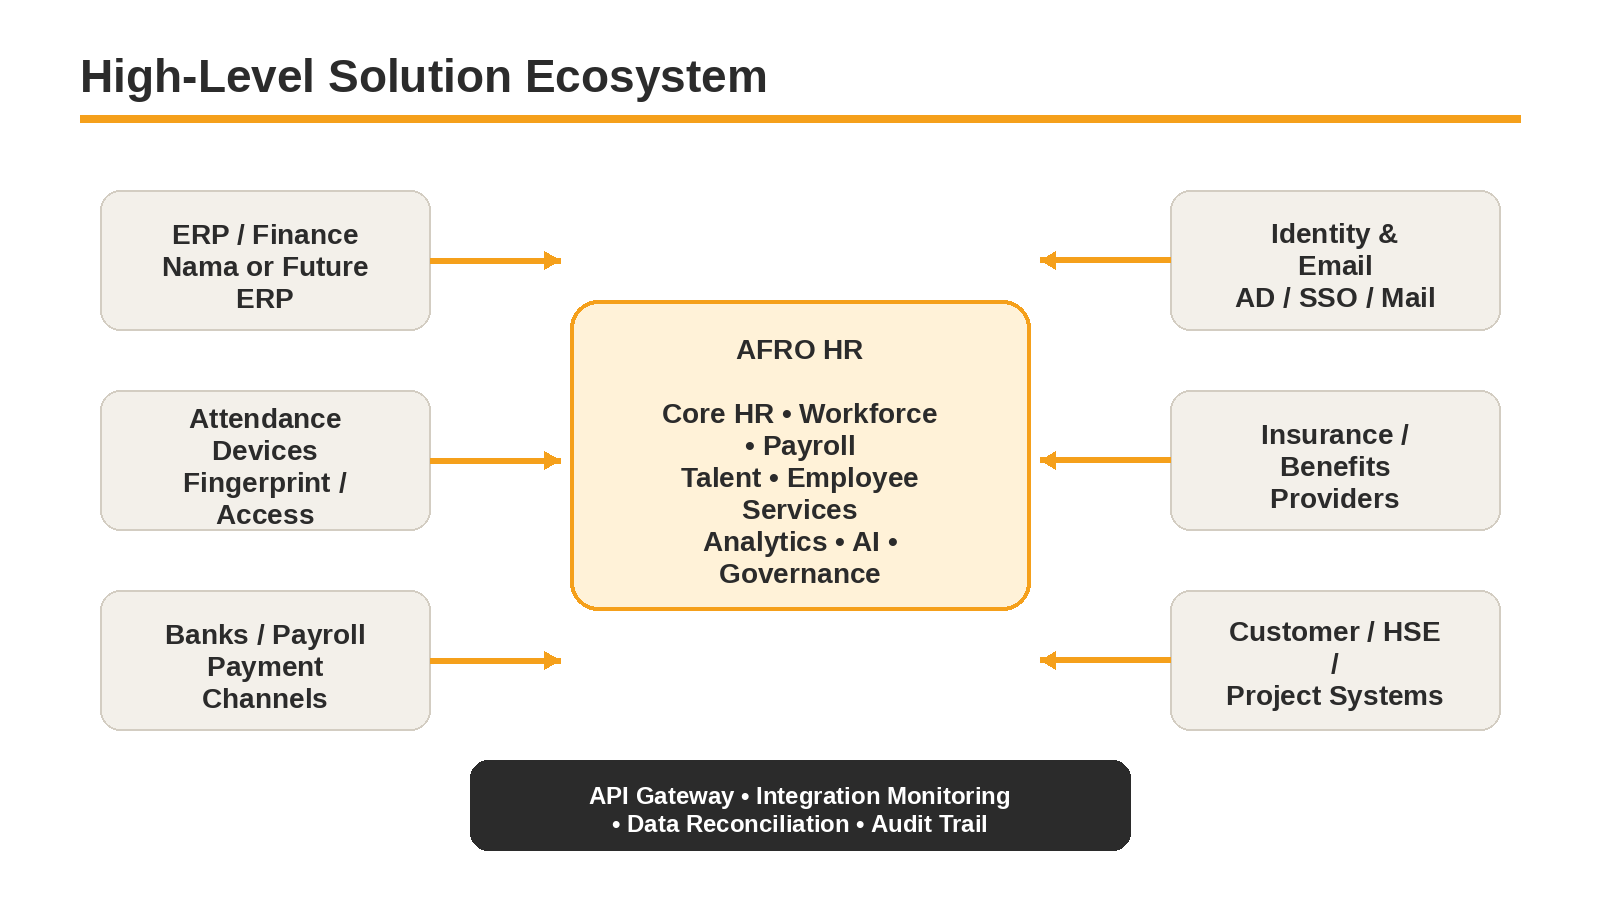 High-Level Solution Ecosystem
ERP / Finance
Nama or Future
ERP
Attendance
Devices
Fingerprint /
Access
Banks / Payroll
Payment
Channels
AFRO HR
Core HR • Workforce
• Payroll
Talent • Employee
Services
Analytics • AI •
Governance
Identity &
Email
AD / SSO / Mail
Insurance /
Benefits
Providers
Customer / HSE
/
Project Systems
API Gateway • Integration Monitoring
• Data Reconciliation • Audit Trail